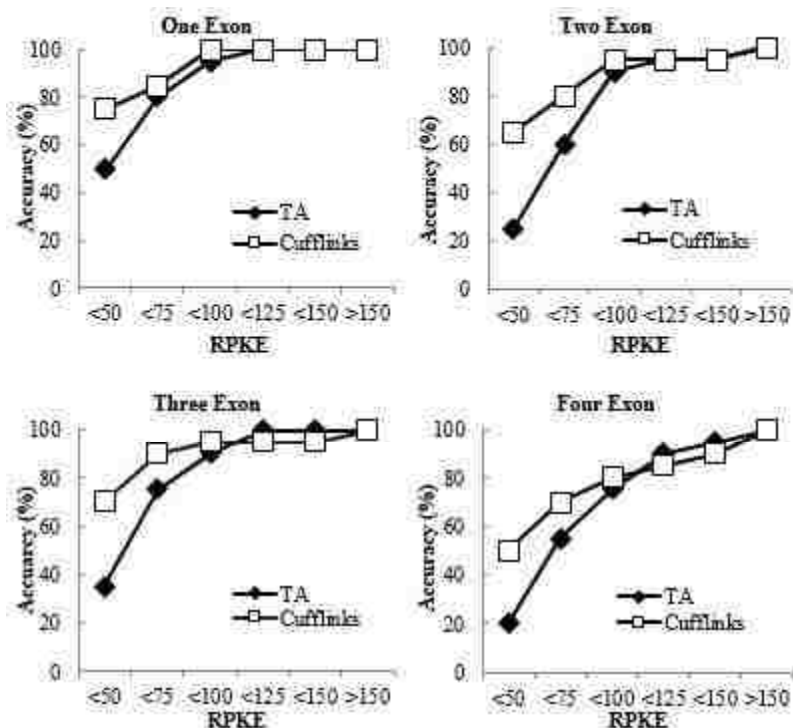 One Exon
100
80
60
40
20
0
Accuracy (%)
TA
Cufflinks
<50 <75 <100 <125 <150 >150
RPKE
Two Exon
100
80
60
40
20
0
Accuracy (%)
TA
Cufflinks
<50 <75 <100 <125 <150 >150
RPKE
Three Exon
100
80
60
40
20
0
Accuarcy (%)
TA
Cufflinks
<50 <75 <100 <125 <150 >150
RPKE
Four Exon
100
80
60
40
20
0
Accuracy (%)
TA
Cufflinks
<50 <75 <100 <125 <150 >150
RPKE